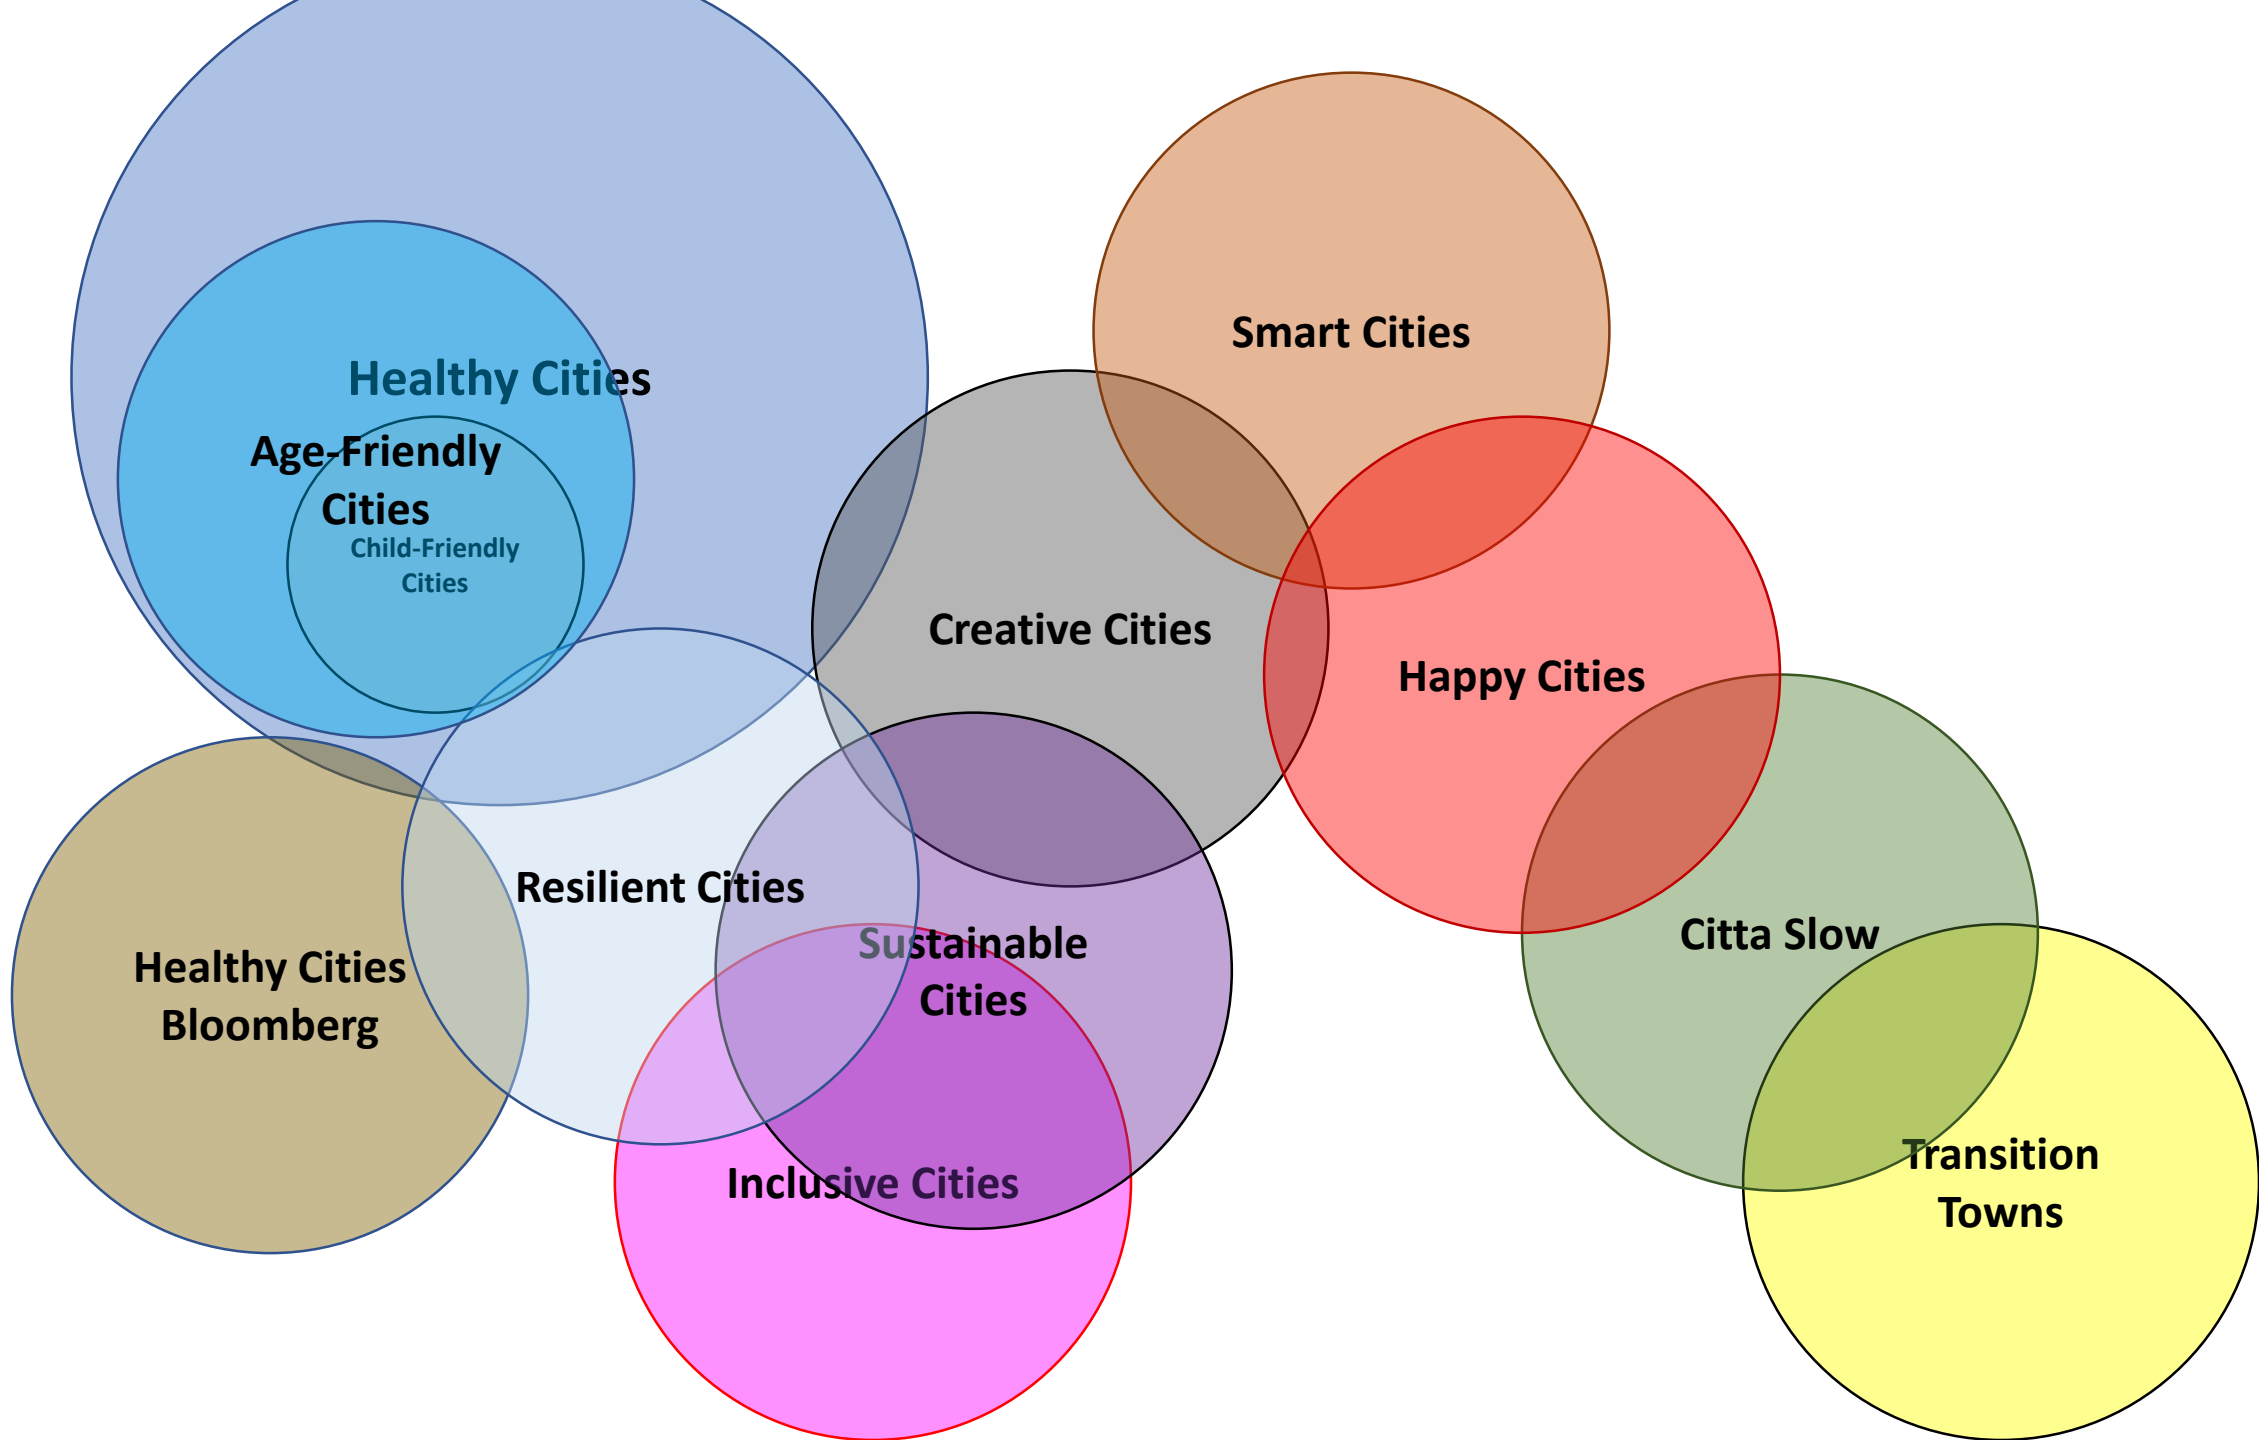 Smart Cities
Healthy Cities
Age-Friendly
Cities
Child-Friendly
Cities
Creative Cities
Happy Cities
Resilient Cities
Citta Slow
Sustainable
Cities
Healthy Cities
Bloomberg
Transition
Towns
Inclusive Cities